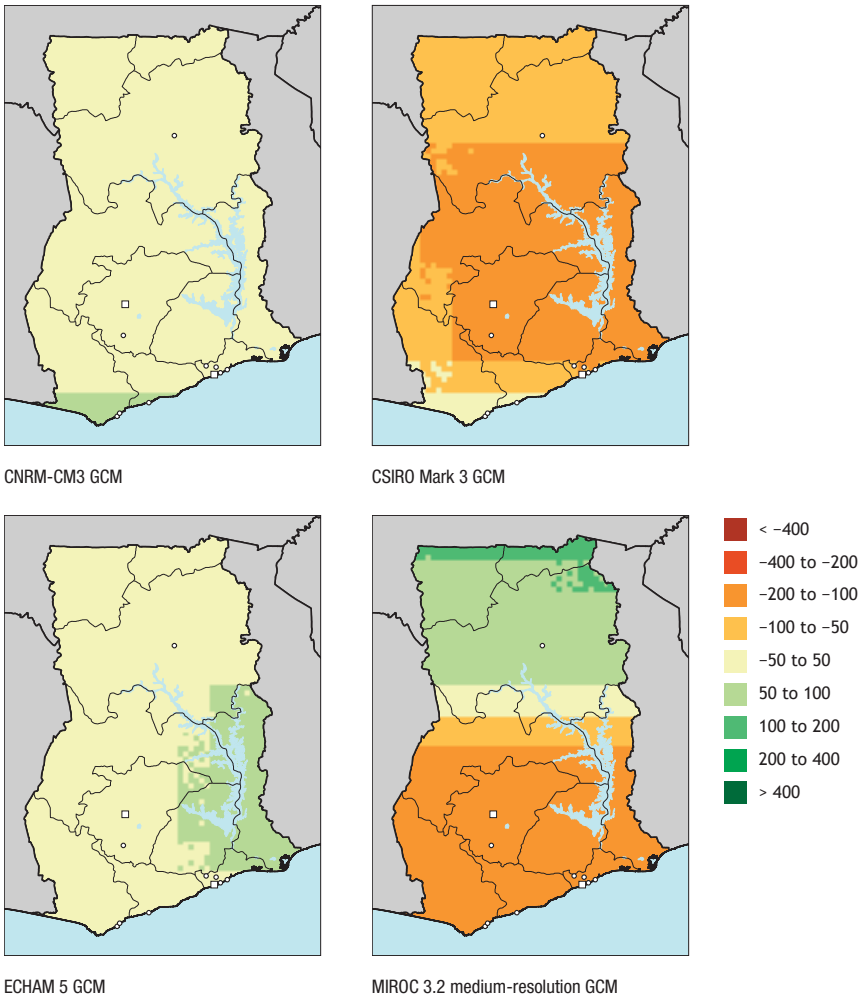 CNRM-CM3 GCM
CSIRO Mark 3 GCM
ECHAM 5 GCM
MIROC 3.2 medium-resolution GCM
< −400
−400 to −200
−200 to −100
−100 to −50
−50 to 50
50 to 100
100 to 200
200 to 400
> 400